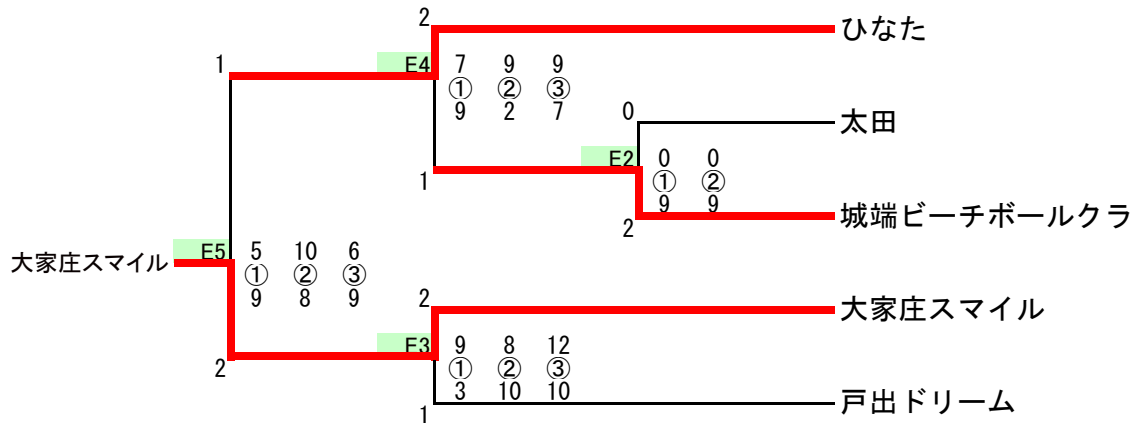 2
ひなた
1
E4 7 9 9
① ② ③
9 2 7
0
太田
E2 0 0
① ②
9 9
1
2
城端ビーチボールクラ
大家庄スマイル
E5 5 10 6
① ② ③
9 8 9
2
大家庄スマイル
E3 9 8 12
① ② ③
3 10 10
2
1
戸出ドリーム